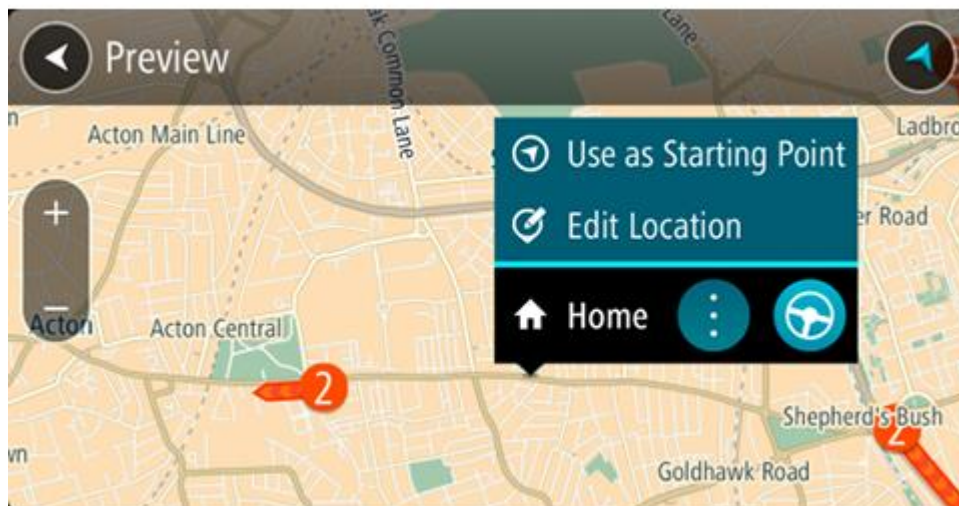 Preview
Acton Main Line
Common Lane
Lane
Use as Starting Point
Edit Location
Home
er Road
Ladbro
Acton
Acton Central
2
Shepherd's Bush
2
Goldhawk Road
wn
n